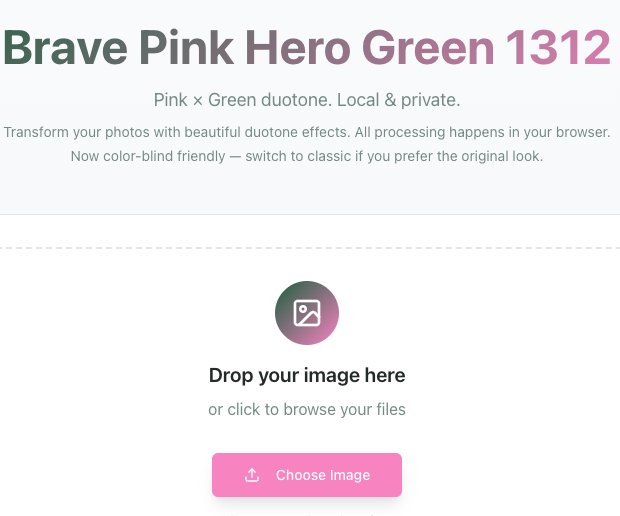 Brave Pink Hero Green 1312
Pink × Green duotone. Local & private.
Transform your photos with beautiful duotone effects. All processing happens in your browser.
Now color-blind friendly — switch to classic if you prefer the original look.
Drop your image here
or click to browse your files
Choose Image